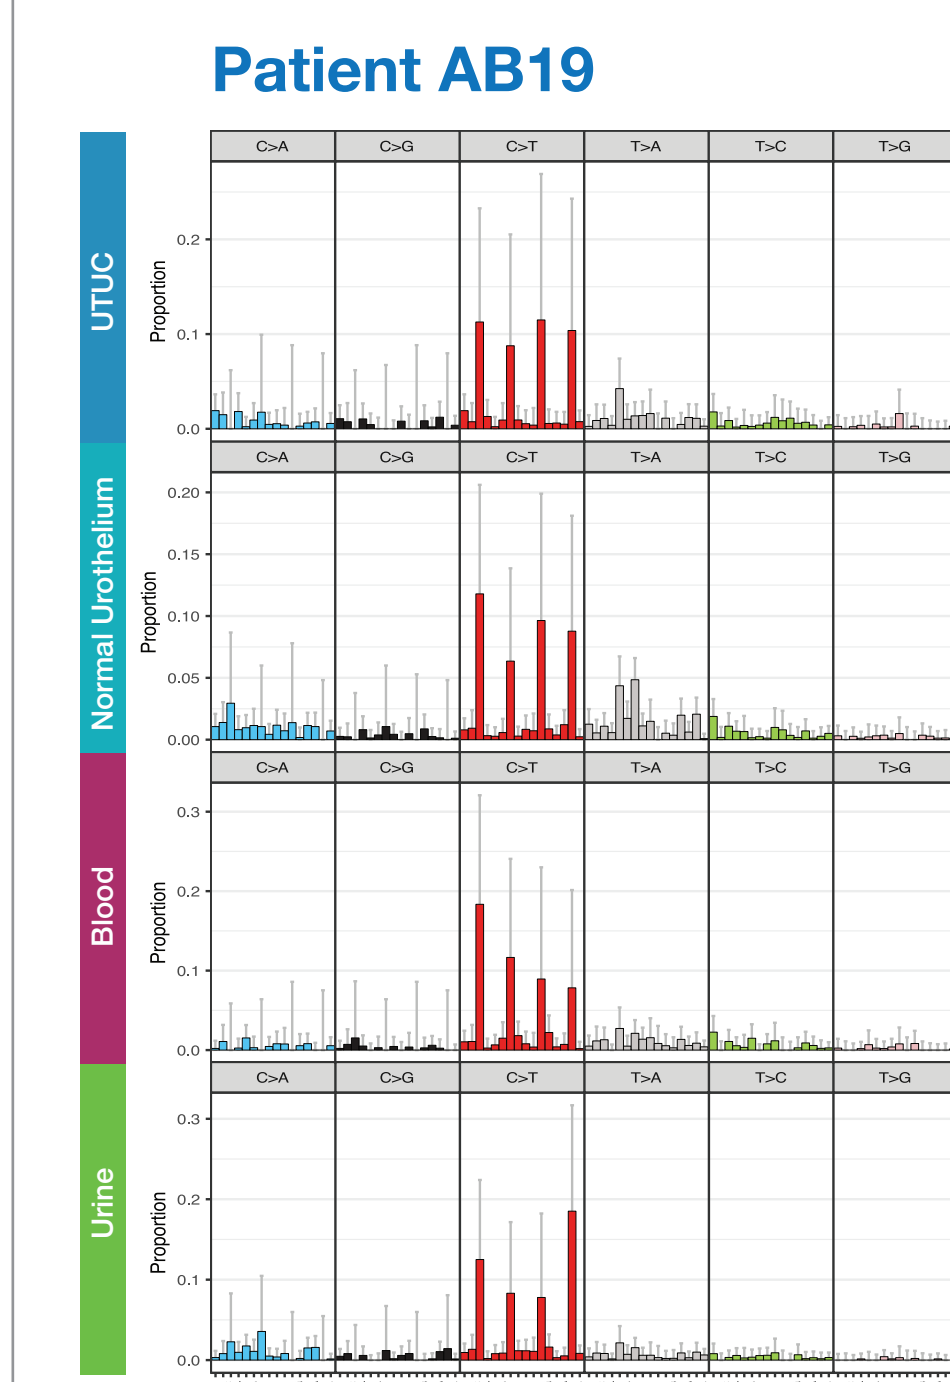 Patient AB19
UTUC
Proportion
C>A C>G C>T T>A T>C T>G
0.2
0.1
0.0
Normal Urothelium
Proportion
C>A C>G C>T T>A T>C T>G
0.20
0.15
0.10
0.05
0.00
Blood
Proportion
C>A C>G C>T T>A T>C T>G
0.3
0.2
0.1
0.0
Urine
Proportion
C>A C>G C>T T>A T>C T>G
0.3
0.2
0.1
0.0